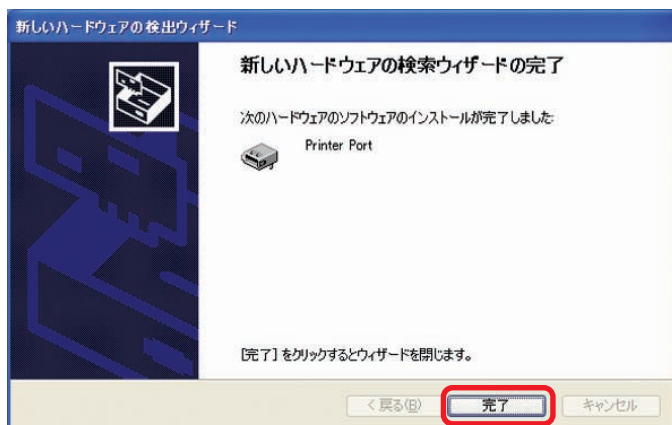 新しいハードウェアの検出ウィザード
新しいハードウェアの検索ウィザードの完了
次のハードウェアのソフトウェアのインストールが完了しました:
Printer Port
[完了] をクリックするとウィザードを閉じます。
< 戻る(B)
完了
キャンセル